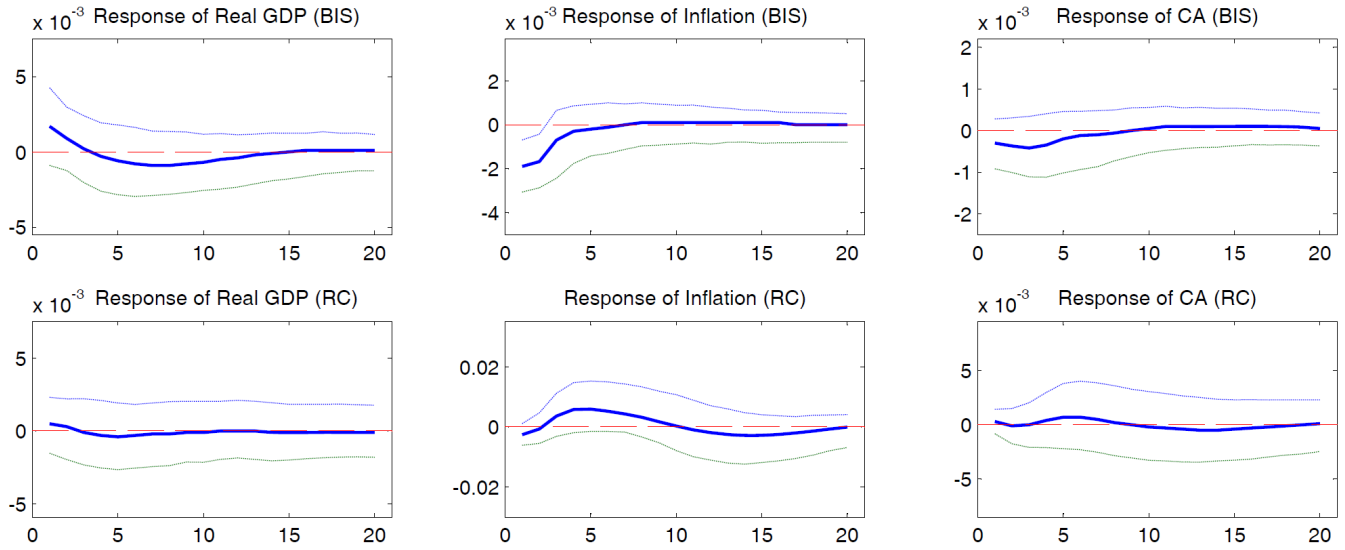 x 10-3 Response of Real GDP (BIS)
5
0
-5
0 5 10 15 20
x 10-3 Response of Inflation (BIS)
2
0
-2
-4
0 5 10 15 20
x 10-3 Response of CA (BIS)
2
1
0
-1
-2
0 5 10 15 20
x 10-3 Response of Real GDP (RC)
5
0
-5
0 5 10 15 20
Response of Inflation (RC)
0.02
0
-0.02
0 5 10 15 20
x 10-3 Response of CA (RC)
5
0
-5
0 5 10 15 20